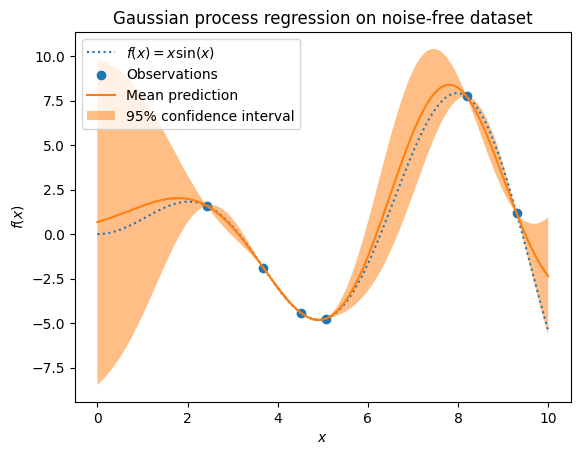 Gaussian process regression on noise-free dataset
f(x) = x sin(x)
Observations
Mean prediction
95% confidence interval
10.0
7.5
5.0
2.5
0.0
−2.5
−5.0
−7.5
f(x)
0 2 4 6 8 10
x